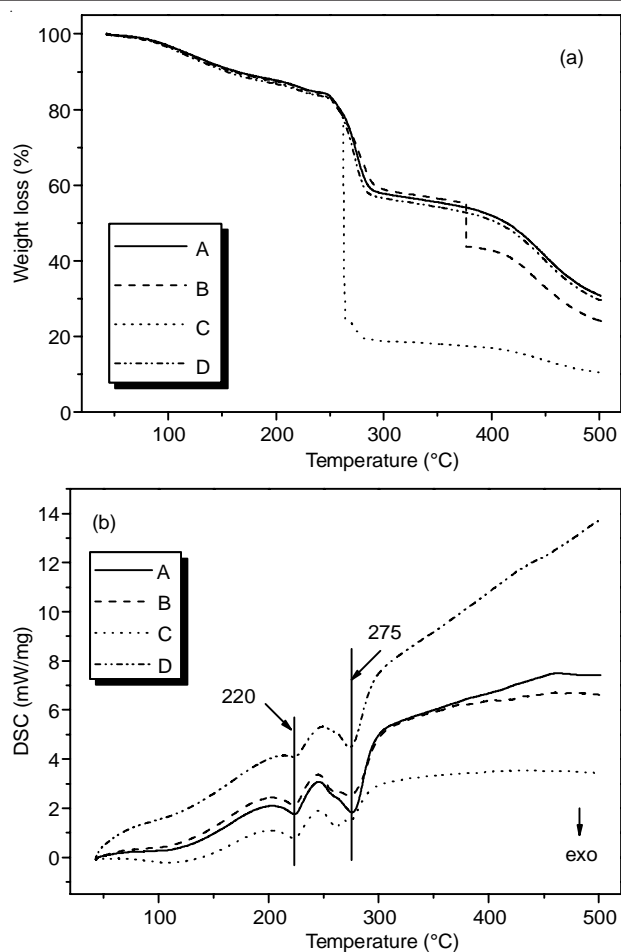 (a)
100
80
60
40
20
0
Weight loss (%)
A
B
C
D
100 200 300 400 500
Temperature (°C)
(b)
14
12
10
8
6
4
2
0
DSC (mW/mg)
A
B
C
D
220
275
exo
100 200 300 400 500
Temperature (°C)